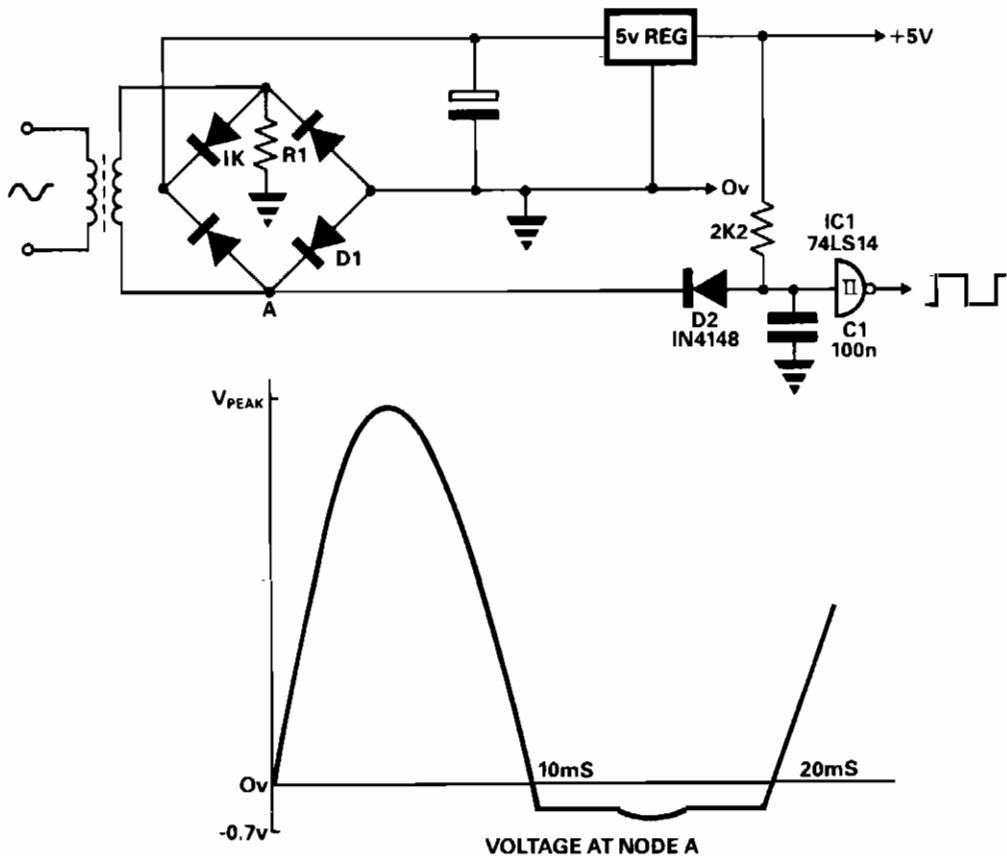 5v REG
+5V
IK
R1
Ov
2K2
IC1
74LS14
D1
A
D2
IN4148
C1
100n
VPEAK
10mS
20mS
Ov
-0.7v
VOLTAGE AT NODE A